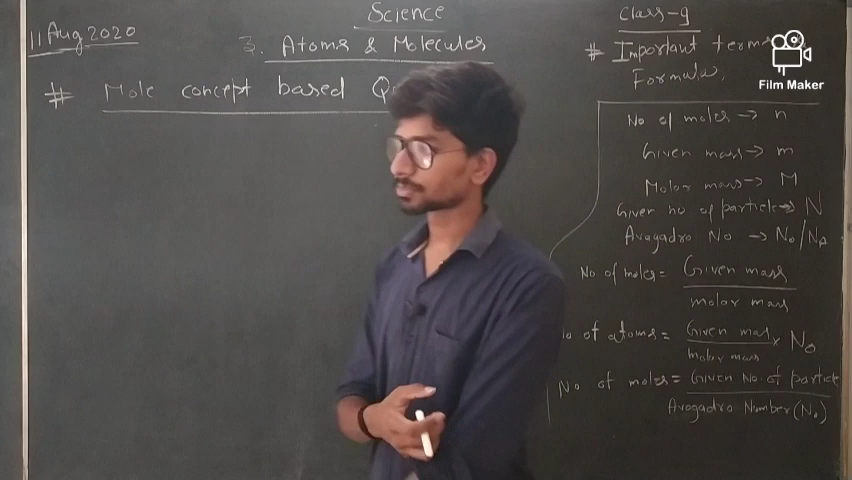 11 Aug 2020
Science
Class-9
3. Atoms & Molecules
# Important terms
Formula,
Film Maker
# Mole concept based
No of moles → n
Given mass → m
Molar mass → M
Given no of particle → N
Avogadro No → N₀/Nₐ
No of moles = Given mass
molar mass
of atoms = Given mass × N₀
molar mass
No of moles = Given No. of particle
Avogadro Number (N₀)